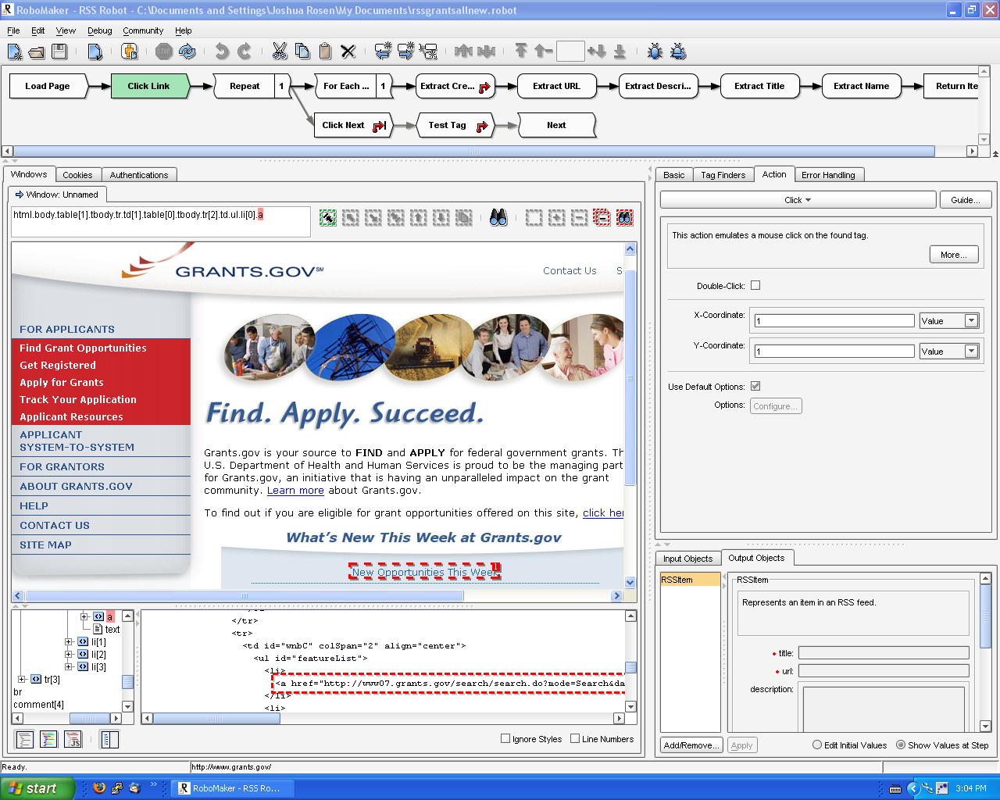 RoboMaker - RSS Robot - C:\Documents and Settings\Joshua Rosen\My Documents\rssgrantsallnew.robot
File Edit View Debug Community Help
Load Page
Click Link
Repeat 1
For Each ... 1
Extract Cre...
Extract URL
Extract Descri...
Extract Title
Extract Name
Return Ite
Click Next
Test Tag
Next
Windows Cookies Authentications
Window: Unnamed
html.body.table[1].tbody.tr.td[1].table[0].tbody.tr[2].td.ul.li[0].a
GRANTS.GOV℠
Contact Us S
FOR APPLICANTS
Find Grant Opportunities
Get Registered
Apply for Grants
Track Your Application
Applicant Resources
APPLICANT
SYSTEM-TO-SYSTEM
FOR GRANTORS
ABOUT GRANTS.GOV
HELP
CONTACT US
SITE MAP
Find. Apply. Succeed.
Grants.gov is your source to FIND and APPLY for federal government grants. Th
U.S. Department of Health and Human Services is proud to be the managing part
for Grants.gov, an initiative that is having an unparalleled impact on the grant
community. Learn more about Grants.gov.
To find out if you are eligible for grant opportunities offered on this site, click her
What's New This Week at Grants.gov
New Opportunities This Week
1
a
text
li[1]
li[2]
li[3]
tr[3]
br
comment[4]
</tr>
<tr>
<td id="wnbC" colSpan="2" align="center">
<ul id="featureList">
<li>
<a href="http://www07.grants.gov/search/search.do?mode=Search&da
</li>
<li>
JS
Ignore Styles Line Numbers
Basic Tag Finders Action Error Handling
Click
Guide...
This action emulates a mouse click on the found tag.
More...
Double-Click:
X-Coordinate: 1 Value
Y-Coordinate: 1 Value
Use Default Options:
Options: Configure...
Input Objects Output Objects
RSSItem
RSSItem
Represents an item in an RSS feed.
title:
url:
description:
Add/Remove... Apply Edit Initial Values Show Values at Step
Ready. http://www.grants.gov/
start
RoboMaker - RSS Ro...
3:04 PM